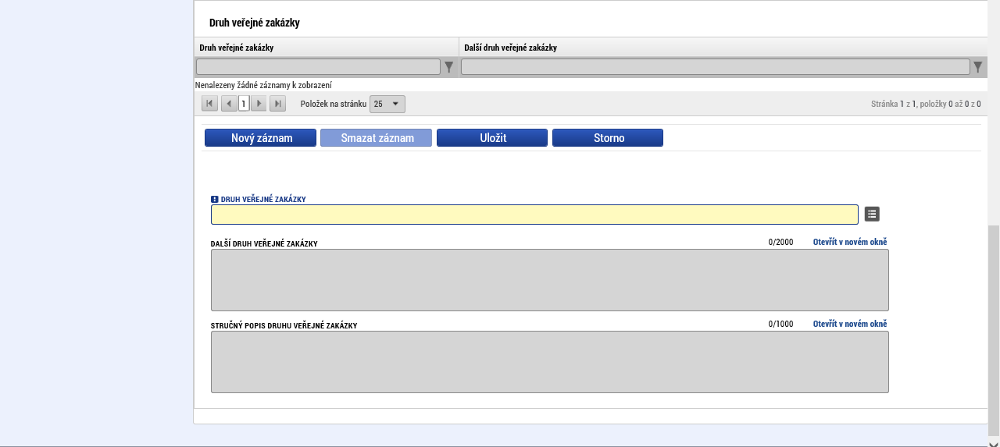 Druh veřejné zakázky
Druh veřejné zakázky Další druh veřejné zakázky
Nenalezeny žádné záznamy k zobrazení
1 Položek na stránku 25 Stránka 1 z 1, položky 0 až 0 z 0
Nový záznam Smazat záznam Uložit Storno
DRUH VEŘEJNÉ ZAKÁZKY
DALŠÍ DRUH VEŘEJNÉ ZAKÁZKY 0/2000 Otevřít v novém okně
STRUČNÝ POPIS DRUHU VEŘEJNÉ ZAKÁZKY 0/1000 Otevřít v novém okně